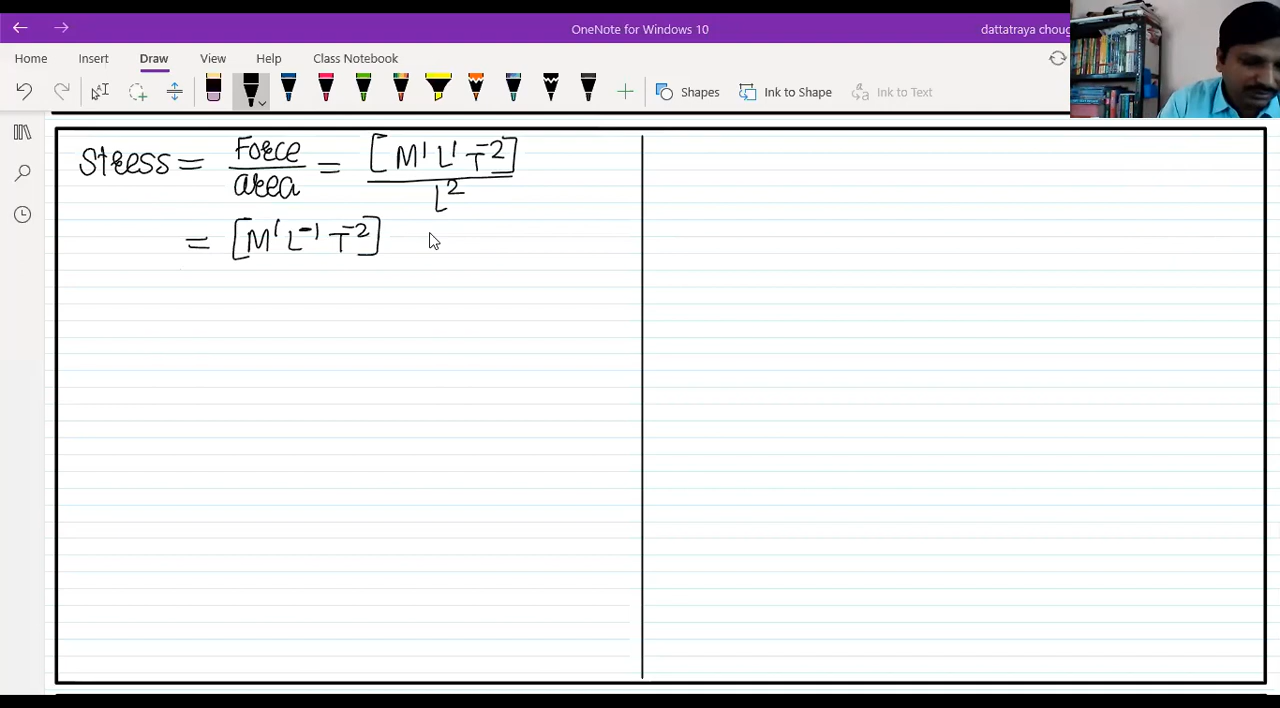 OneNote for Windows 10
dattatraya choug
Home Insert Draw View Help Class Notebook
Shapes Ink to Shape Ink to Text
Stress = Force / area = [M¹ L¹ T⁻²] / L²
= [M¹ L⁻¹ T⁻²]